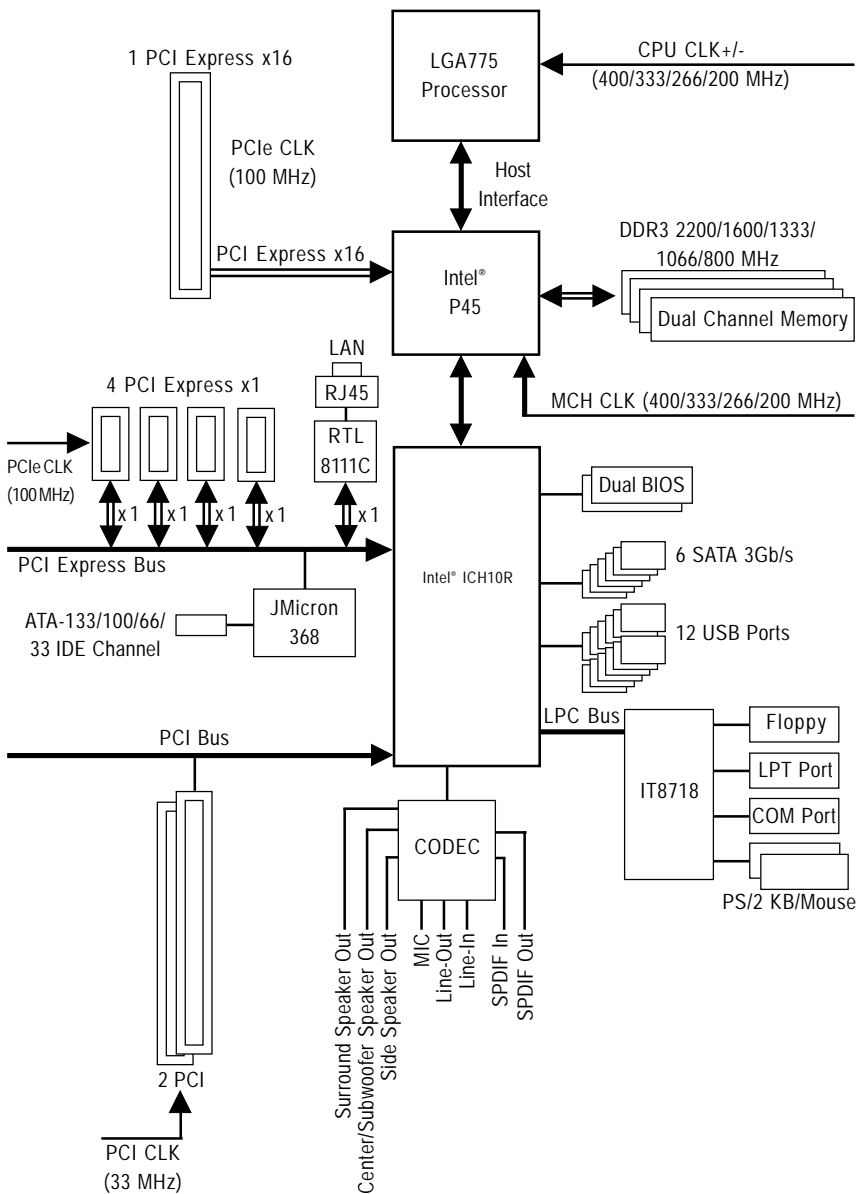 1 PCI Express x16
LGA775
Processor
CPU CLK+/-
(400/333/266/200 MHz)
PCIe CLK
(100 MHz)
Host
Interface
PCI Express x16
Intel®
P45
DDR3 2200/1600/1333/
1066/800 MHz
Dual Channel Memory
LAN
RJ45
4 PCI Express x1
MCH CLK (400/333/266/200 MHz)
RTL
8111C
PCIe CLK
(100 MHz)
x 1
x 1
x 1
x 1
x 1
Dual BIOS
PCI Express Bus
Intel® ICH10R
6 SATA 3Gb/s
ATA-133/100/66/
33 IDE Channel
JMicron
368
12 USB Ports
LPC Bus
PCI Bus
IT8718
Floppy
LPT Port
COM Port
PS/2 KB/Mouse
CODEC
Surround Speaker Out
Center/Subwoofer Speaker Out
Side Speaker Out
MIC
Line-Out
Line-In
SPDIF In
SPDIF Out
2 PCI
PCI CLK
(33 MHz)